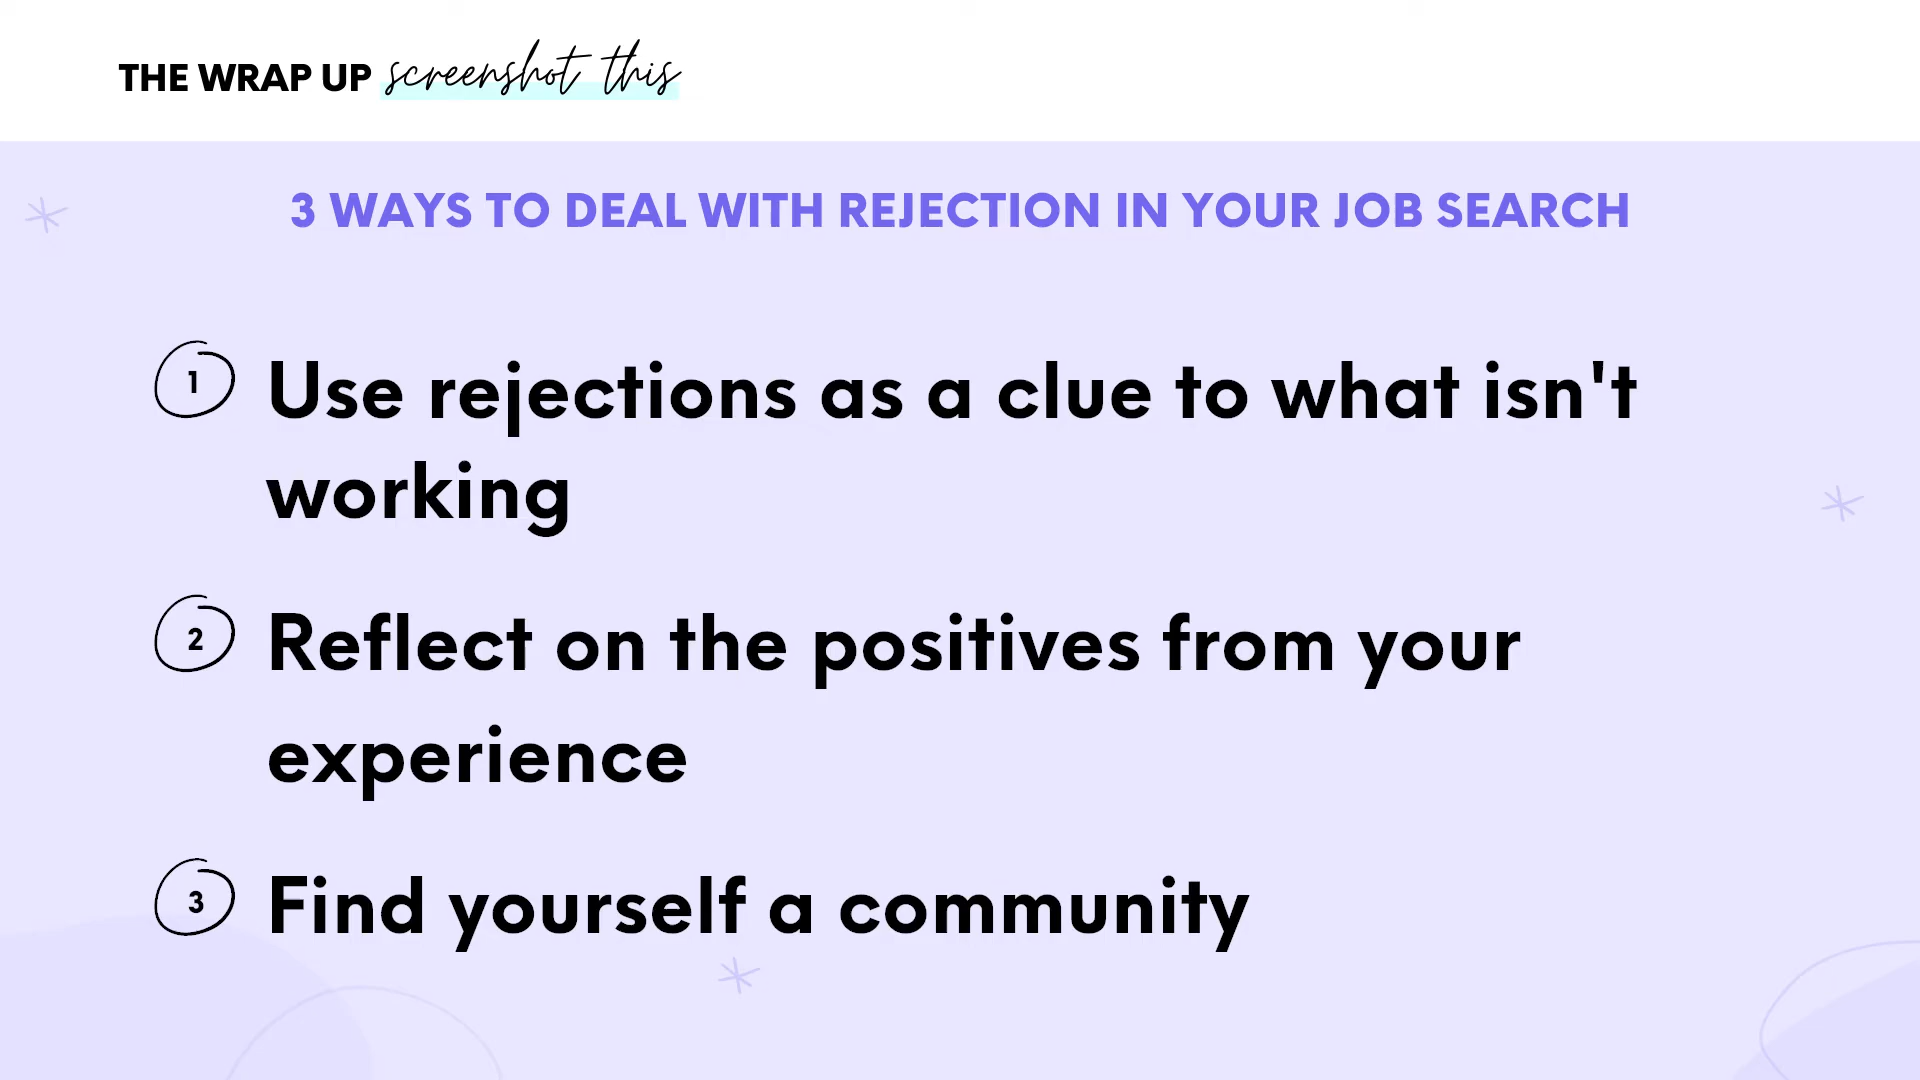 THE WRAP UP screenshot this
3 WAYS TO DEAL WITH REJECTION IN YOUR JOB SEARCH
1 Use rejections as a clue to what isn't
working
2 Reflect on the positives from your
experience
3 Find yourself a community